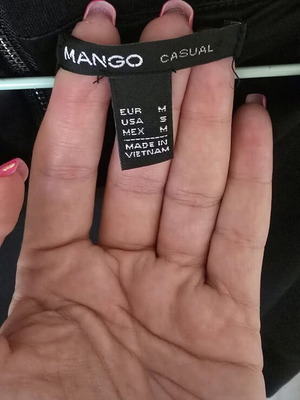 MANGO CASUAL
EUR M
USA S
MEX M
MADE IN
VIETNAM